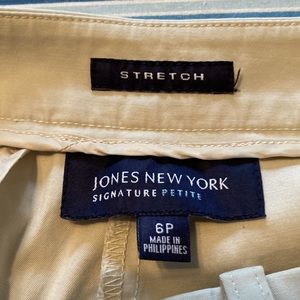 STRETCH
JONES NEW YORK
SIGNATURE PETITE
6P
MADE IN
PHILIPPINES